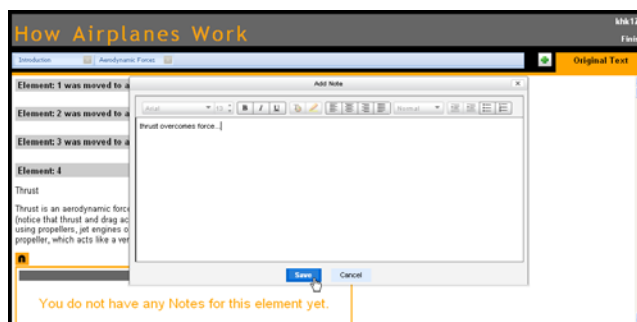 How Airplanes Work
khk12
Finis
Introduction
Aerodynamic Forces
Original Text
Element: 1 was moved to a
Add Note
Element: 2 was moved to a
Arial 13 B I U Normal
thrust overcomes force...
Element: 3 was moved to a
Element: 4
Thrust
Thrust is an aerodynamic force
(notice that thrust and drag ac
using propellers, jet engines o
propeller, which acts like a ver
Save Cancel
You do not have any Notes for this element yet.